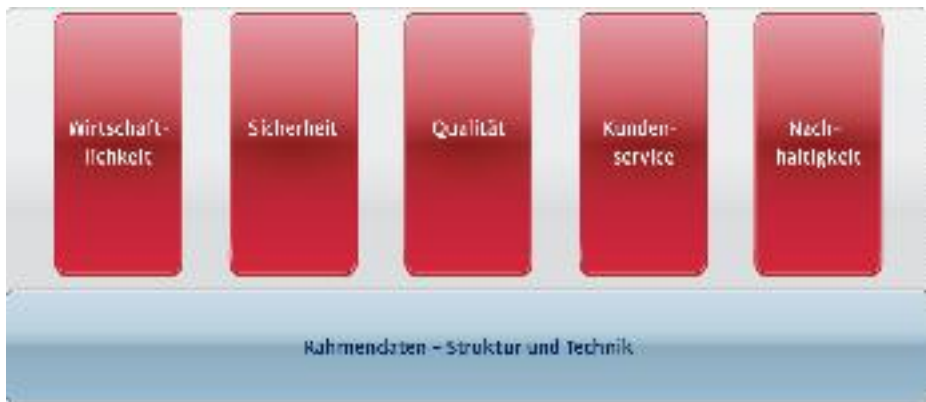 Wirtschaft-
lichkeit
Sicherheit
Qualität
Kunden-
service
Nach-
haltigkeit
Rahmendaten – Struktur und Technik